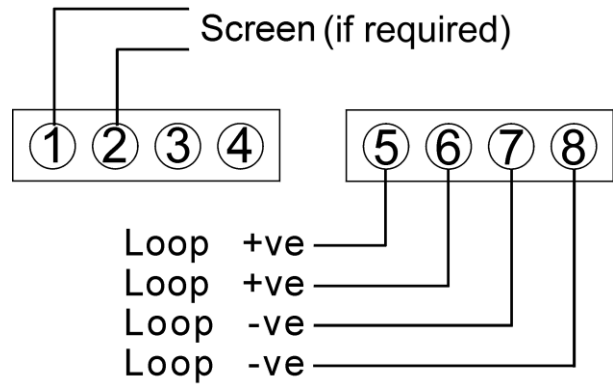 Screen (if required)
1 2 3 4 5 6 7 8
Loop +ve
Loop +ve
Loop -ve
Loop -ve